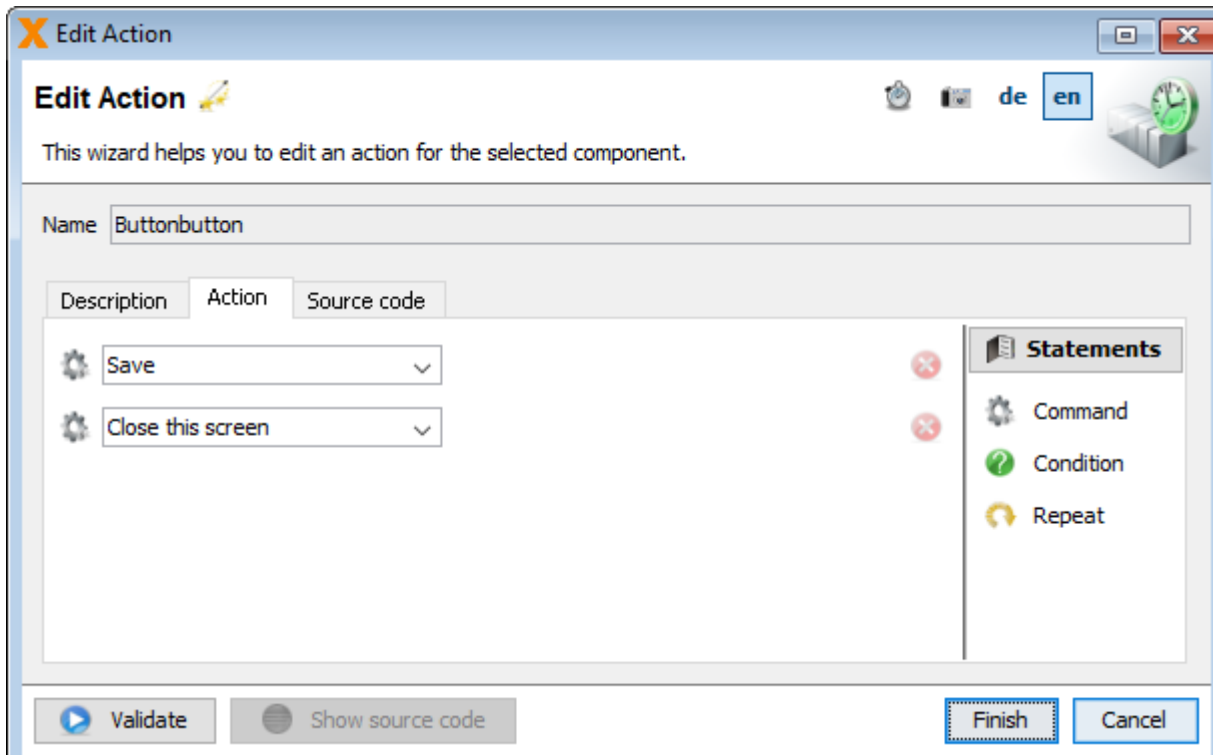 Edit Action
Edit Action
de en
This wizard helps you to edit an action for the selected component.
Name Buttonbutton
Description Action Source code
Save
Close this screen
Statements
Command
Condition
Repeat
Validate Show source code Finish Cancel